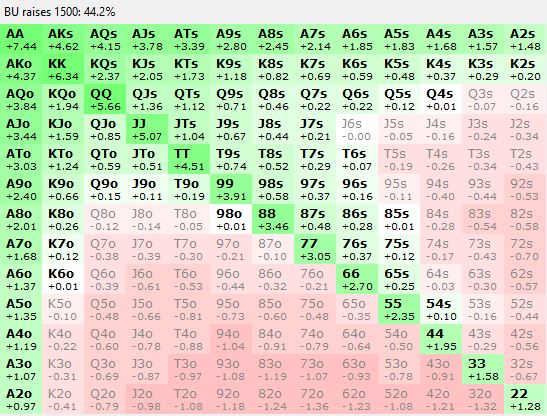 BU raises 1500: 44.2%
AA AKs AQs AJs ATs A9s A8s A7s A6s A5s A4s A3s A2s
+7.44 +4.62 +4.15 +3.78 +3.39 +2.80 +2.45 +2.14 +1.85 +1.83 +1.68 +1.57 +1.48
AKo KK KQs KJs KTs K9s K8s K7s K6s K5s K4s K3s K2s
+4.37 +6.34 +2.37 +2.05 +1.73 +1.18 +0.82 +0.69 +0.59 +0.48 +0.37 +0.29 +0.20
AQo KQo QQ QJs QTs Q9s Q8s Q7s Q6s Q5s Q4s Q3s Q2s
+3.84 +1.94 +5.66 +1.36 +1.12 +0.71 +0.46 +0.22 +0.22 +0.12 +0.01 -0.07 -0.16
AJo KJo QJo JJ JTs J9s J8s J7s J6s J5s J4s J3s J2s
+3.44 +1.59 +0.85 +5.07 +1.04 +0.67 +0.44 +0.21 -0.00 -0.05 -0.16 -0.24 -0.34
ATo KTo QTo JTo TT T9s T8s T7s T6s T5s T4s T3s T2s
+3.03 +1.24 +0.59 +0.51 +4.51 +0.74 +0.52 +0.29 +0.07 -0.19 -0.26 -0.34 -0.43
A9o K9o Q9o J9o T9o 99 98s 97s 96s 95s 94s 93s 92s
+2.40 +0.66 +0.15 +0.11 +0.19 +3.91 +0.58 +0.37 +0.16 -0.11 -0.40 -0.44 -0.53
A8o K8o Q8o J8o T8o 98o 88 87s 86s 85s 84s 83s 82s
+2.01 +0.26 -0.12 -0.14 -0.05 +0.01 +3.46 +0.48 +0.28 +0.01 -0.28 -0.54 -0.58
A7o K7o Q7o J7o T7o 97o 87o 77 76s 75s 74s 73s 72s
+1.68 +0.12 -0.38 -0.39 -0.30 -0.21 -0.10 +3.05 +0.37 +0.12 -0.17 -0.43 -0.70
A6o K6o Q6o J6o T6o 96o 86o 76o 66 65s 64s 63s 62s
+1.37 +0.01 -0.39 -0.61 -0.53 -0.44 -0.32 -0.21 +2.70 +0.25 -0.03 -0.30 -0.57
A5o K5o Q5o J5o T5o 95o 85o 75o 65o 55 54s 53s 52s
+1.35 -0.10 -0.48 -0.66 -0.81 -0.73 -0.60 -0.48 -0.35 +2.35 +0.10 -0.16 -0.44
A4o K4o Q4o J4o T4o 94o 84o 74o 64o 54o 44 43s 42s
+1.19 -0.22 -0.60 -0.78 -0.88 -1.04 -0.91 -0.79 -0.64 -0.50 +1.95 -0.29 -0.56
A3o K3o Q3o J3o T3o 93o 83o 73o 63o 53o 43o 33 32s
+1.07 -0.31 -0.69 -0.87 -0.97 -1.08 -1.19 -1.07 -0.93 -0.78 -0.91 +1.58 -0.67
A2o K2o Q2o J2o T2o 92o 82o 72o 62o 52o 42o 32o 22
+0.97 -0.41 -0.79 -0.98 -1.08 -1.18 -1.24 -1.36 -1.23 -1.08 -1.21 -1.32 +1.28